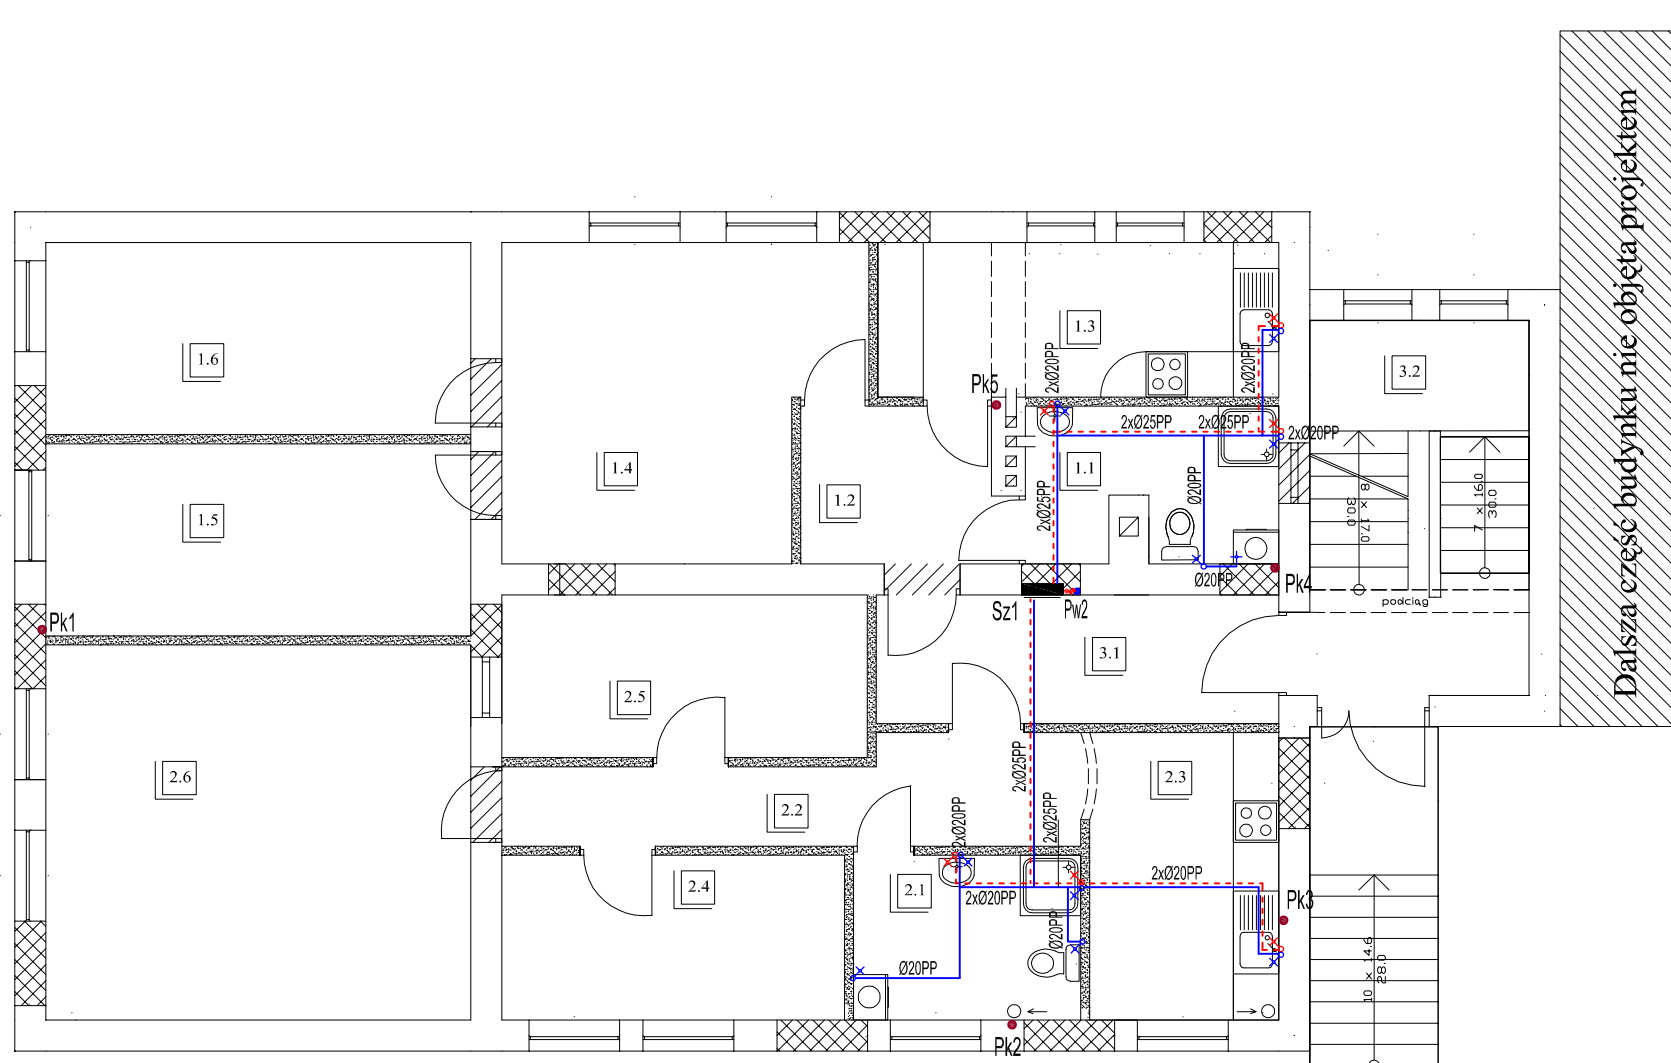 Dalsza część budynku nie objęta projektem
1.6
1.3
3.2
2xØ20PP
2xØ20PP
Pk5
2xØ25PP
2xØ25PP
2xØ20PP
1.4
1.1
1.2
2xØ25PP
Ø20PP
8 × 17.0
30.0
7 × 16.0
30.0
1.5
Ø20PP
Pk4
podciąg
Pk1
Sz1
Pw2
3.1
2.5
2xØ25PP
2.6
2.3
2.2
2xØ20PP
2xØ25PP
2.4
2.1
2xØ20PP
2xØ20PP
Pk3
Ø20PP
Ø20PP
10 × 14.6
28.0
Pk2